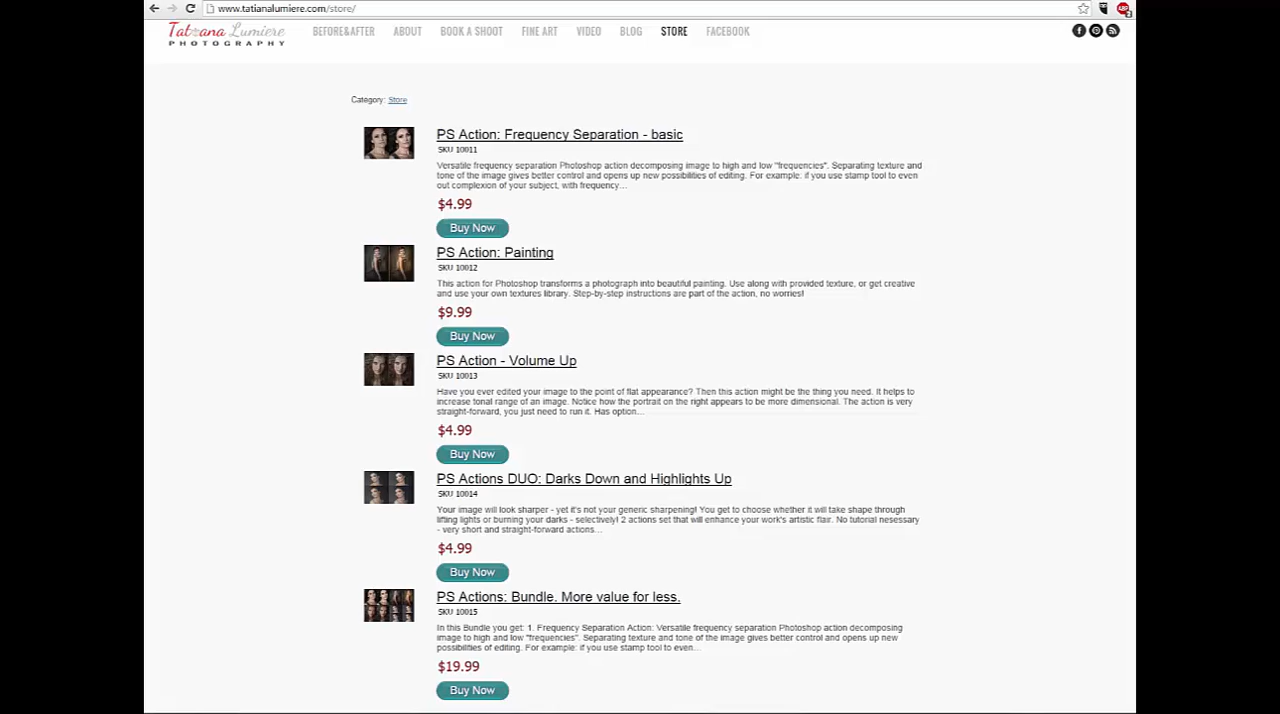 www.tatianalumiere.com/store/
Tatiana Lumiere
PHOTOGRAPHY
BEFORE&AFTER ABOUT BOOK A SHOOT FINE ART VIDEO BLOG STORE FACEBOOK
Category: Store
PS Action: Frequency Separation - basic
SKU 10011
Versatile frequency separation Photoshop action decomposing image to high and low "frequencies". Separating texture and
tone of the image gives better control and opens up new possibilities of editing. For example: if you use stamp tool to even
out complexion of your subject, with frequency...
$4.99
Buy Now
PS Action: Painting
SKU 10012
This action for Photoshop transforms a photograph into beautiful painting. Use along with provided texture, or get creative
and use your own textures library. Step-by-step instructions are part of the action, no worries!
$9.99
Buy Now
PS Action - Volume Up
SKU 10013
Have you ever edited your image to the point of flat appearance? Then this action might be the thing you need. It helps to
increase tonal range of an image. Notice how the portrait on the right appears to be more dimensional. The action is very
straight-forward, you just need to run it. Has option...
$4.99
Buy Now
PS Actions DUO: Darks Down and Highlights Up
SKU 10014
Your image will look sharper - yet it's not your generic sharpening! You get to choose whether it will take shape through
lifting lights or burning your darks - selectively! 2 actions set that will enhance your work's artistic flair. No tutorial nesessary
- very short and straight-forward actions...
$4.99
Buy Now
PS Actions: Bundle. More value for less.
SKU 10015
In this Bundle you get: 1. Frequency Separation Action: Versatile frequency separation Photoshop action decomposing
image to high and low "frequencies". Separating texture and tone of the image gives better control and opens up new
possibilities of editing. For example: if you use stamp tool to even...
$19.99
Buy Now